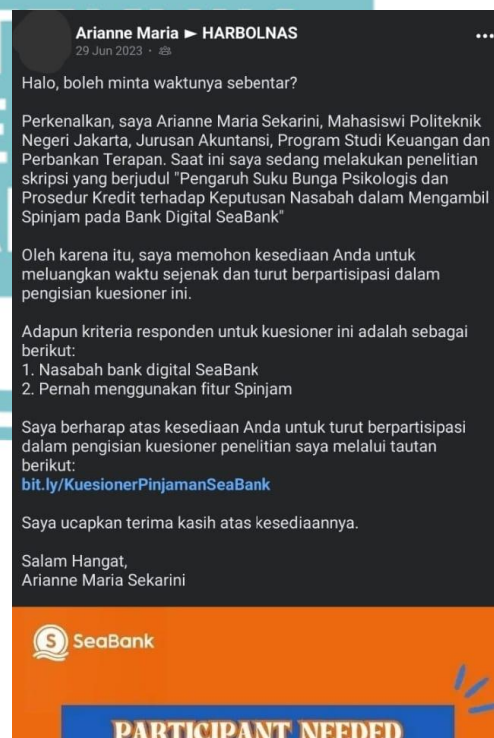 Arianne Maria ► HARBOLNAS
29 Jun 2023 ·
Halo, boleh minta waktunya sebentar?
Perkenalkan, saya Arianne Maria Sekarini, Mahasiswi Politeknik
Negeri Jakarta, Jurusan Akuntansi, Program Studi Keuangan dan
Perbankan Terapan. Saat ini saya sedang melakukan penelitian
skripsi yang berjudul "Pengaruh Suku Bunga Psikologis dan
Prosedur Kredit terhadap Keputusan Nasabah dalam Mengambil
Spinjam pada Bank Digital SeaBank"
Oleh karena itu, saya memohon kesediaan Anda untuk
meluangkan waktu sejenak dan turut berpartisipasi dalam
pengisian kuesioner ini.
Adapun kriteria responden untuk kuesioner ini adalah sebagai
berikut:
1. Nasabah bank digital SeaBank
2. Pernah menggunakan fitur Spinjam
Saya berharap atas kesediaan Anda untuk turut berpartisipasi
dalam pengisian kuesioner penelitian saya melalui tautan
berikut:
bit.ly/KuesionerPinjamanSeaBank
Saya ucapkan terima kasih atas kesediaannya.
Salam Hangat,
Arianne Maria Sekarini
SeaBank
PARTICIPANT NEEDED